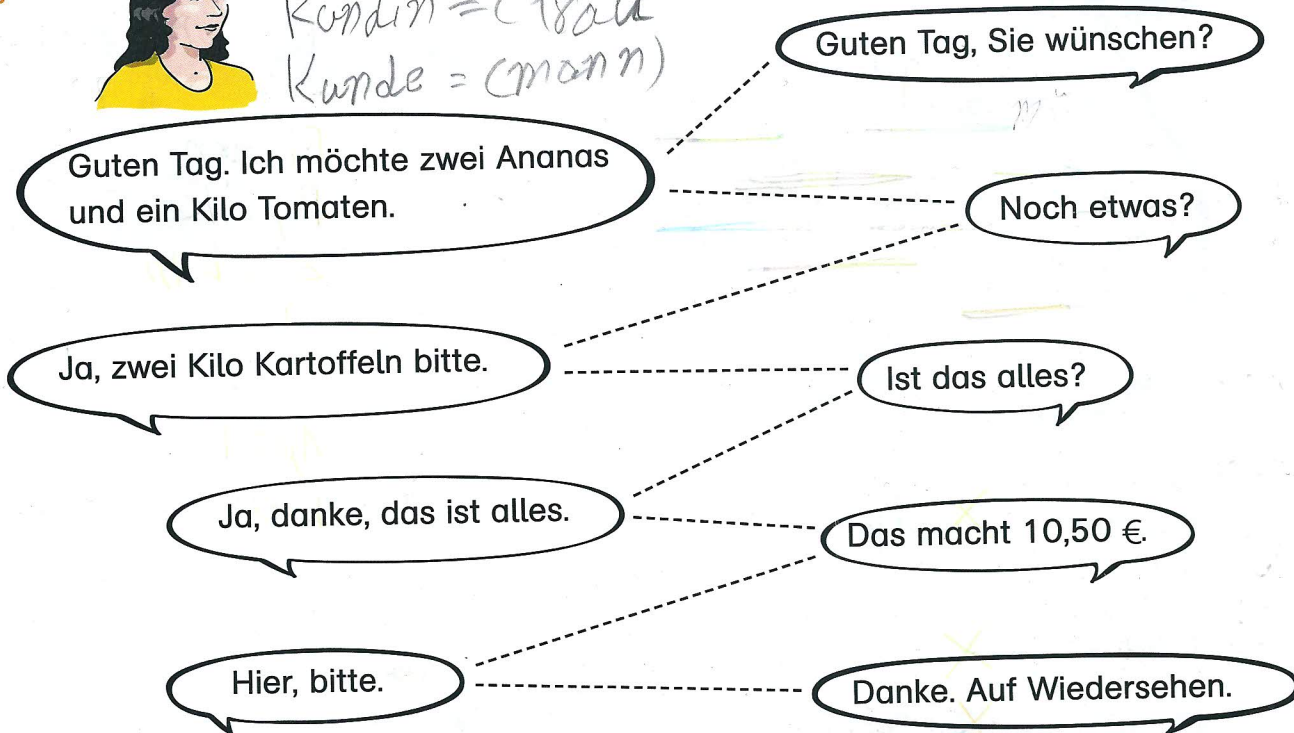 Kundin = (Frau
Kunde = (mann)
Guten Tag, Sie wünschen?
Guten Tag. Ich möchte zwei Ananas
und ein Kilo Tomaten.
Noch etwas?
Ja, zwei Kilo Kartoffeln bitte.
Ist das alles?
Ja, danke, das ist alles.
Das macht 10,50 €.
Hier, bitte.
Danke. Auf Wiedersehen.